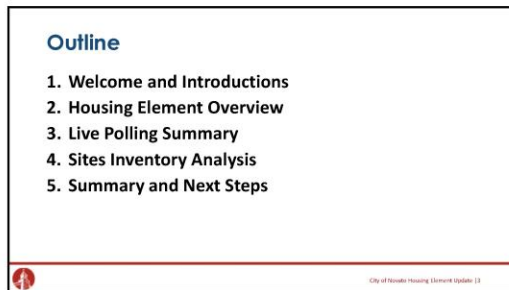 Outline
1. Welcome and Introductions
2. Housing Element Overview
3. Live Polling Summary
4. Sites Inventory Analysis
5. Summary and Next Steps
City of Novato Housing Element Update |3